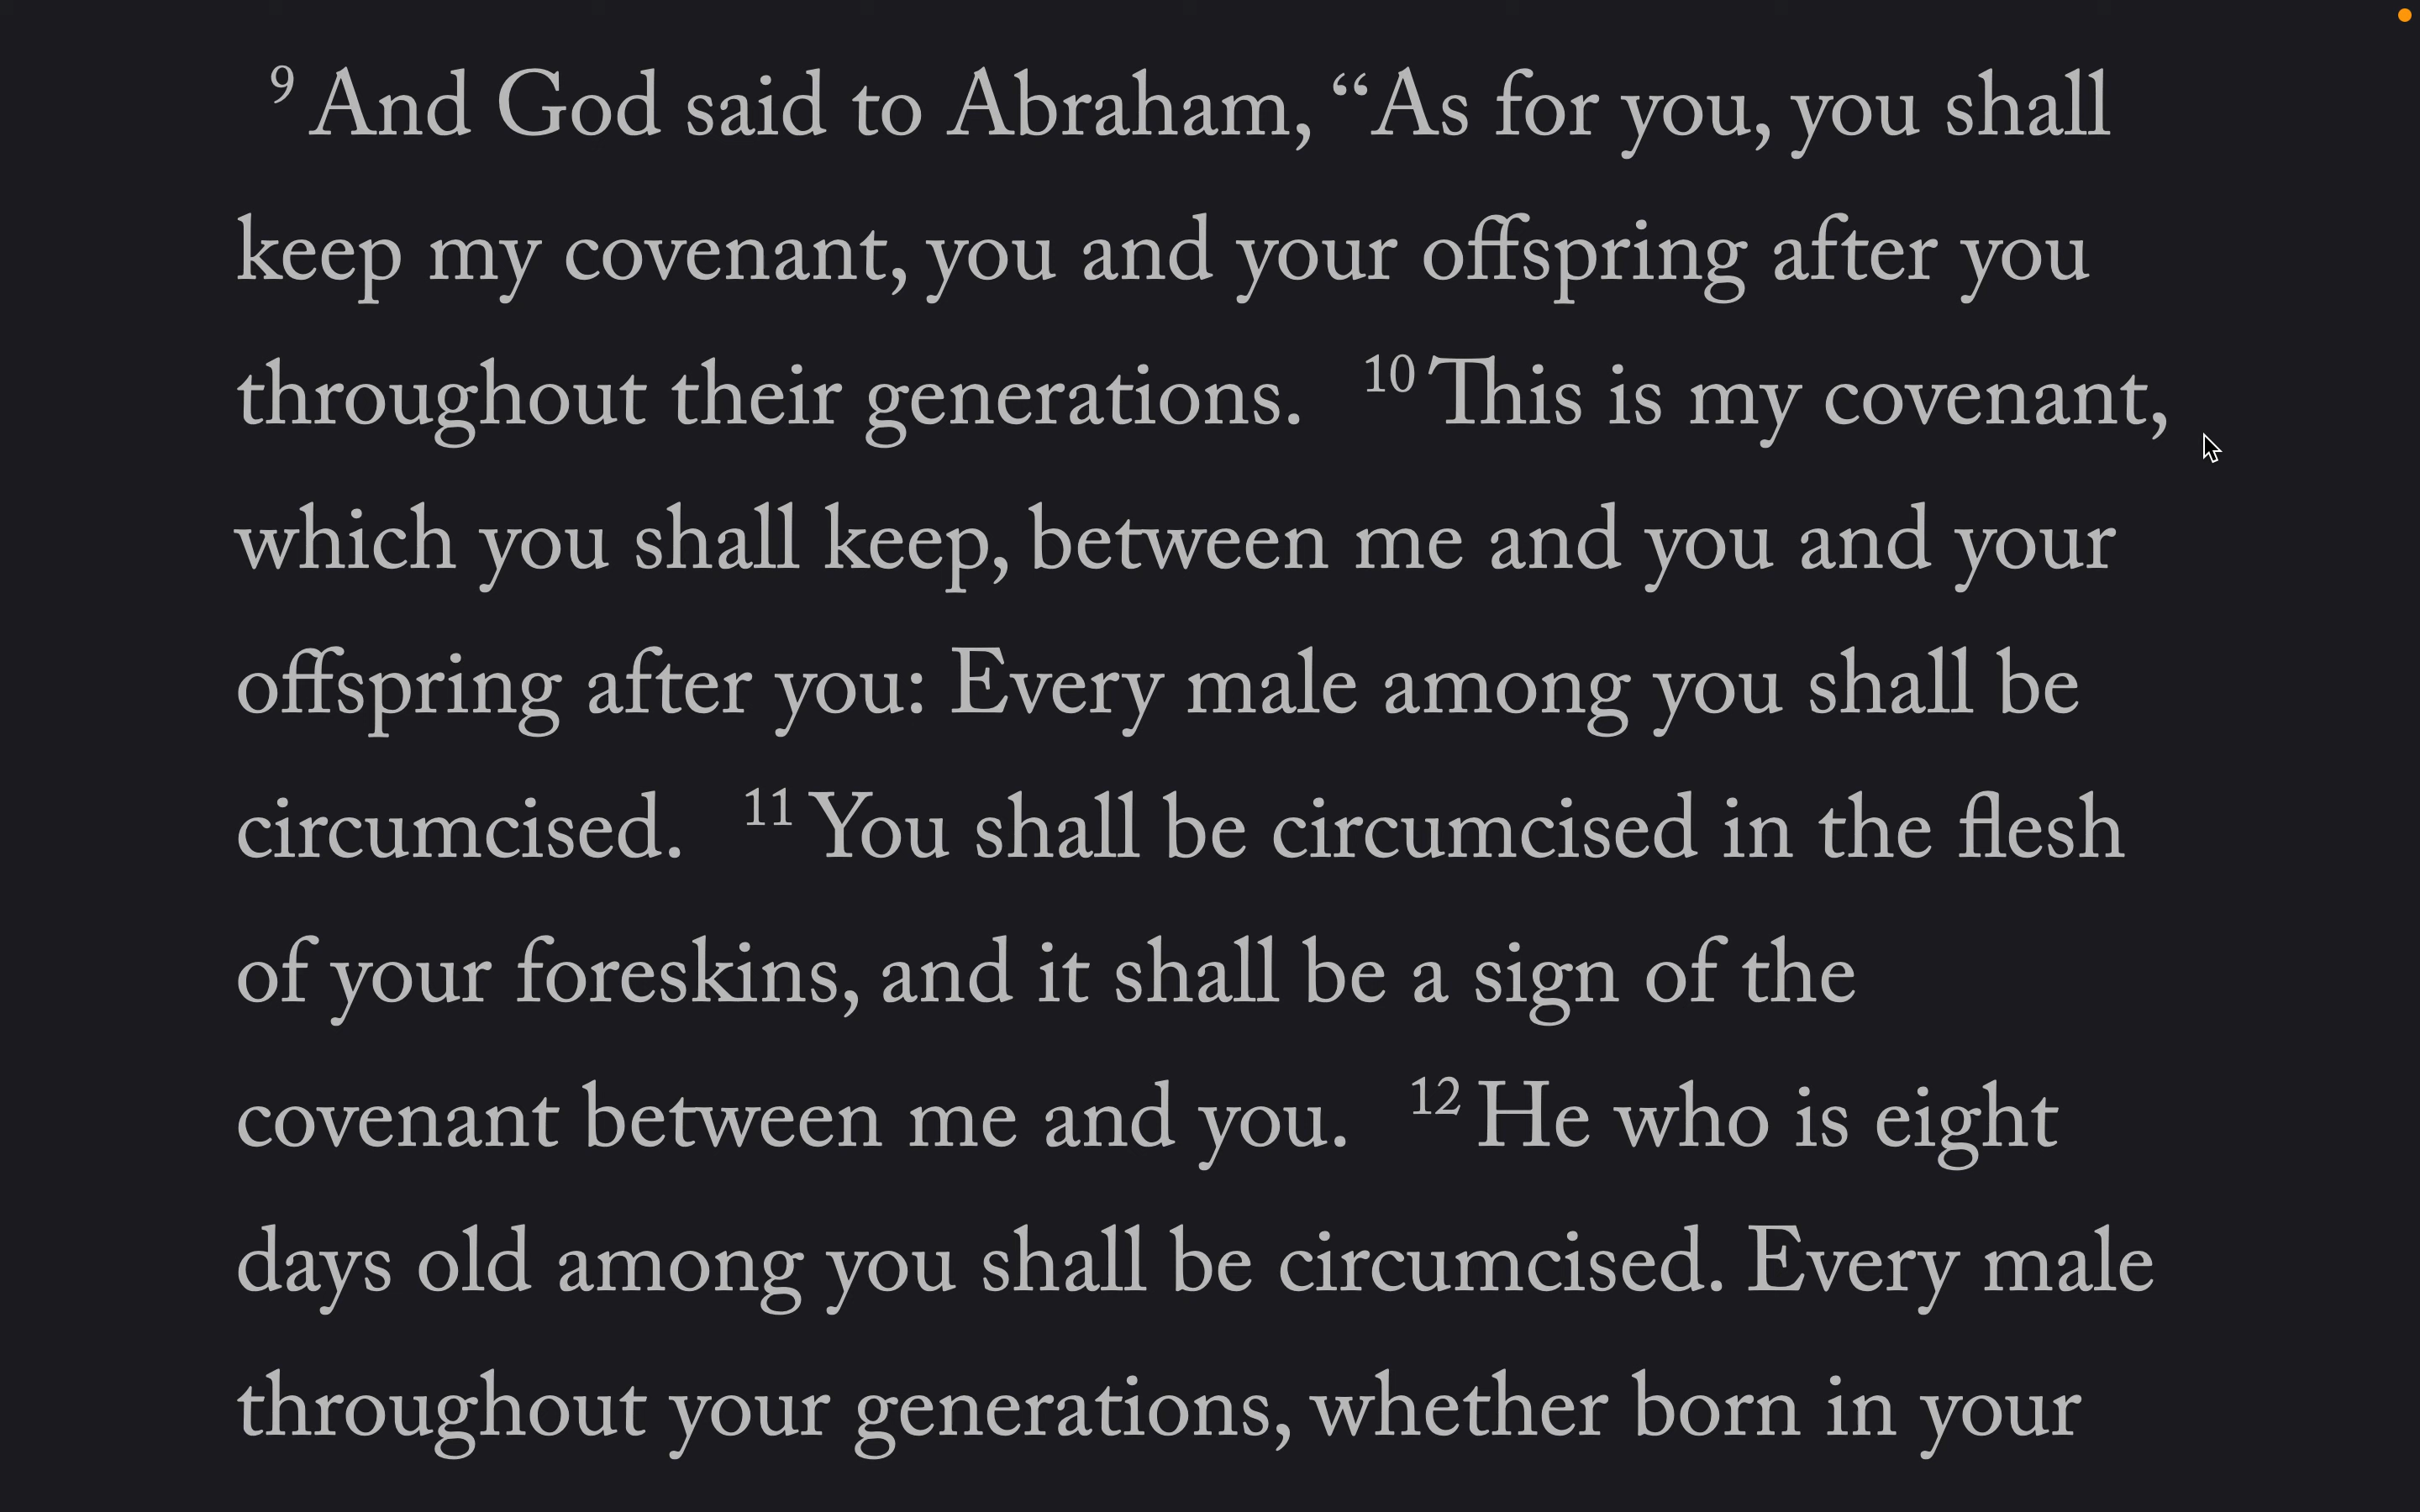 9 And God said to Abraham, “As for you, you shall
keep my covenant, you and your offspring after you
throughout their generations. 10 This is my covenant,
which you shall keep, between me and you and your
offspring after you: Every male among you shall be
circumcised. 11 You shall be circumcised in the flesh
of your foreskins, and it shall be a sign of the
covenant between me and you. 12 He who is eight
days old among you shall be circumcised. Every male
throughout your generations, whether born in your